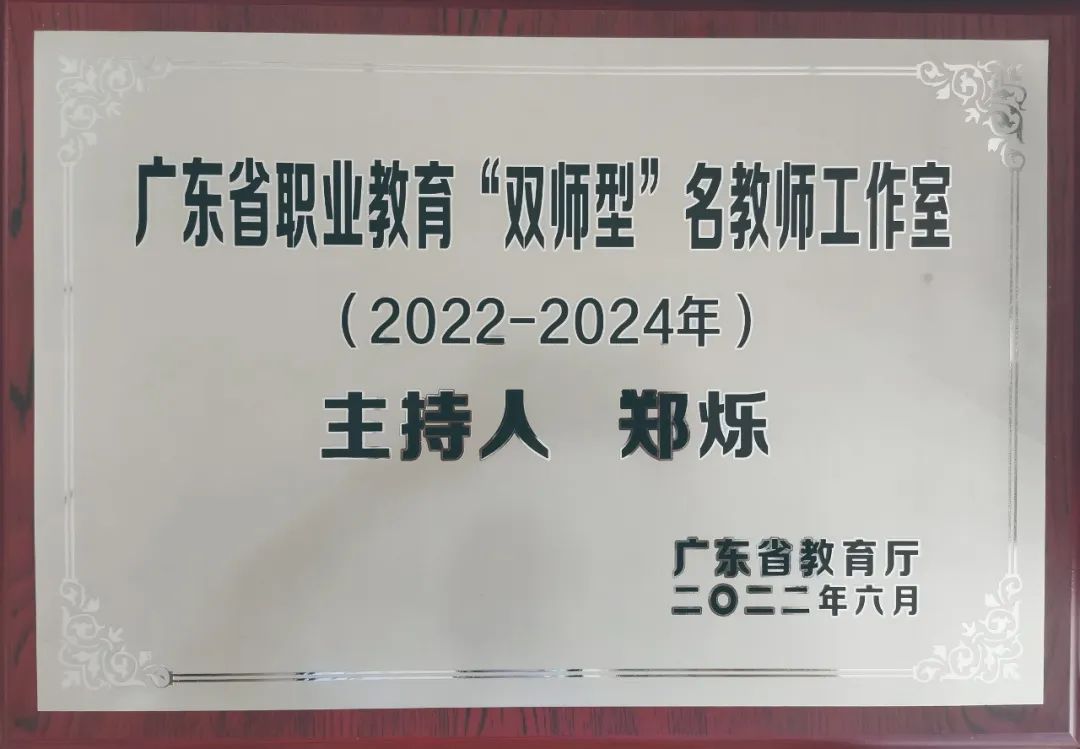 广东省职业教育“双师型”名教师工作室
（2022-2024年）
主持人 郑烁
广东省教育厅
二〇二二年六月